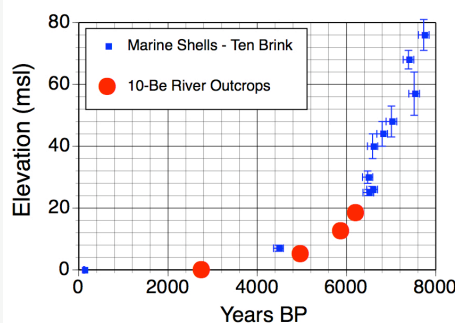 80
Marine Shells - Ten Brink
10-Be River Outcrops
60
40
20
0
Elevation (msl)
0 2000 4000 6000 8000
Years BP